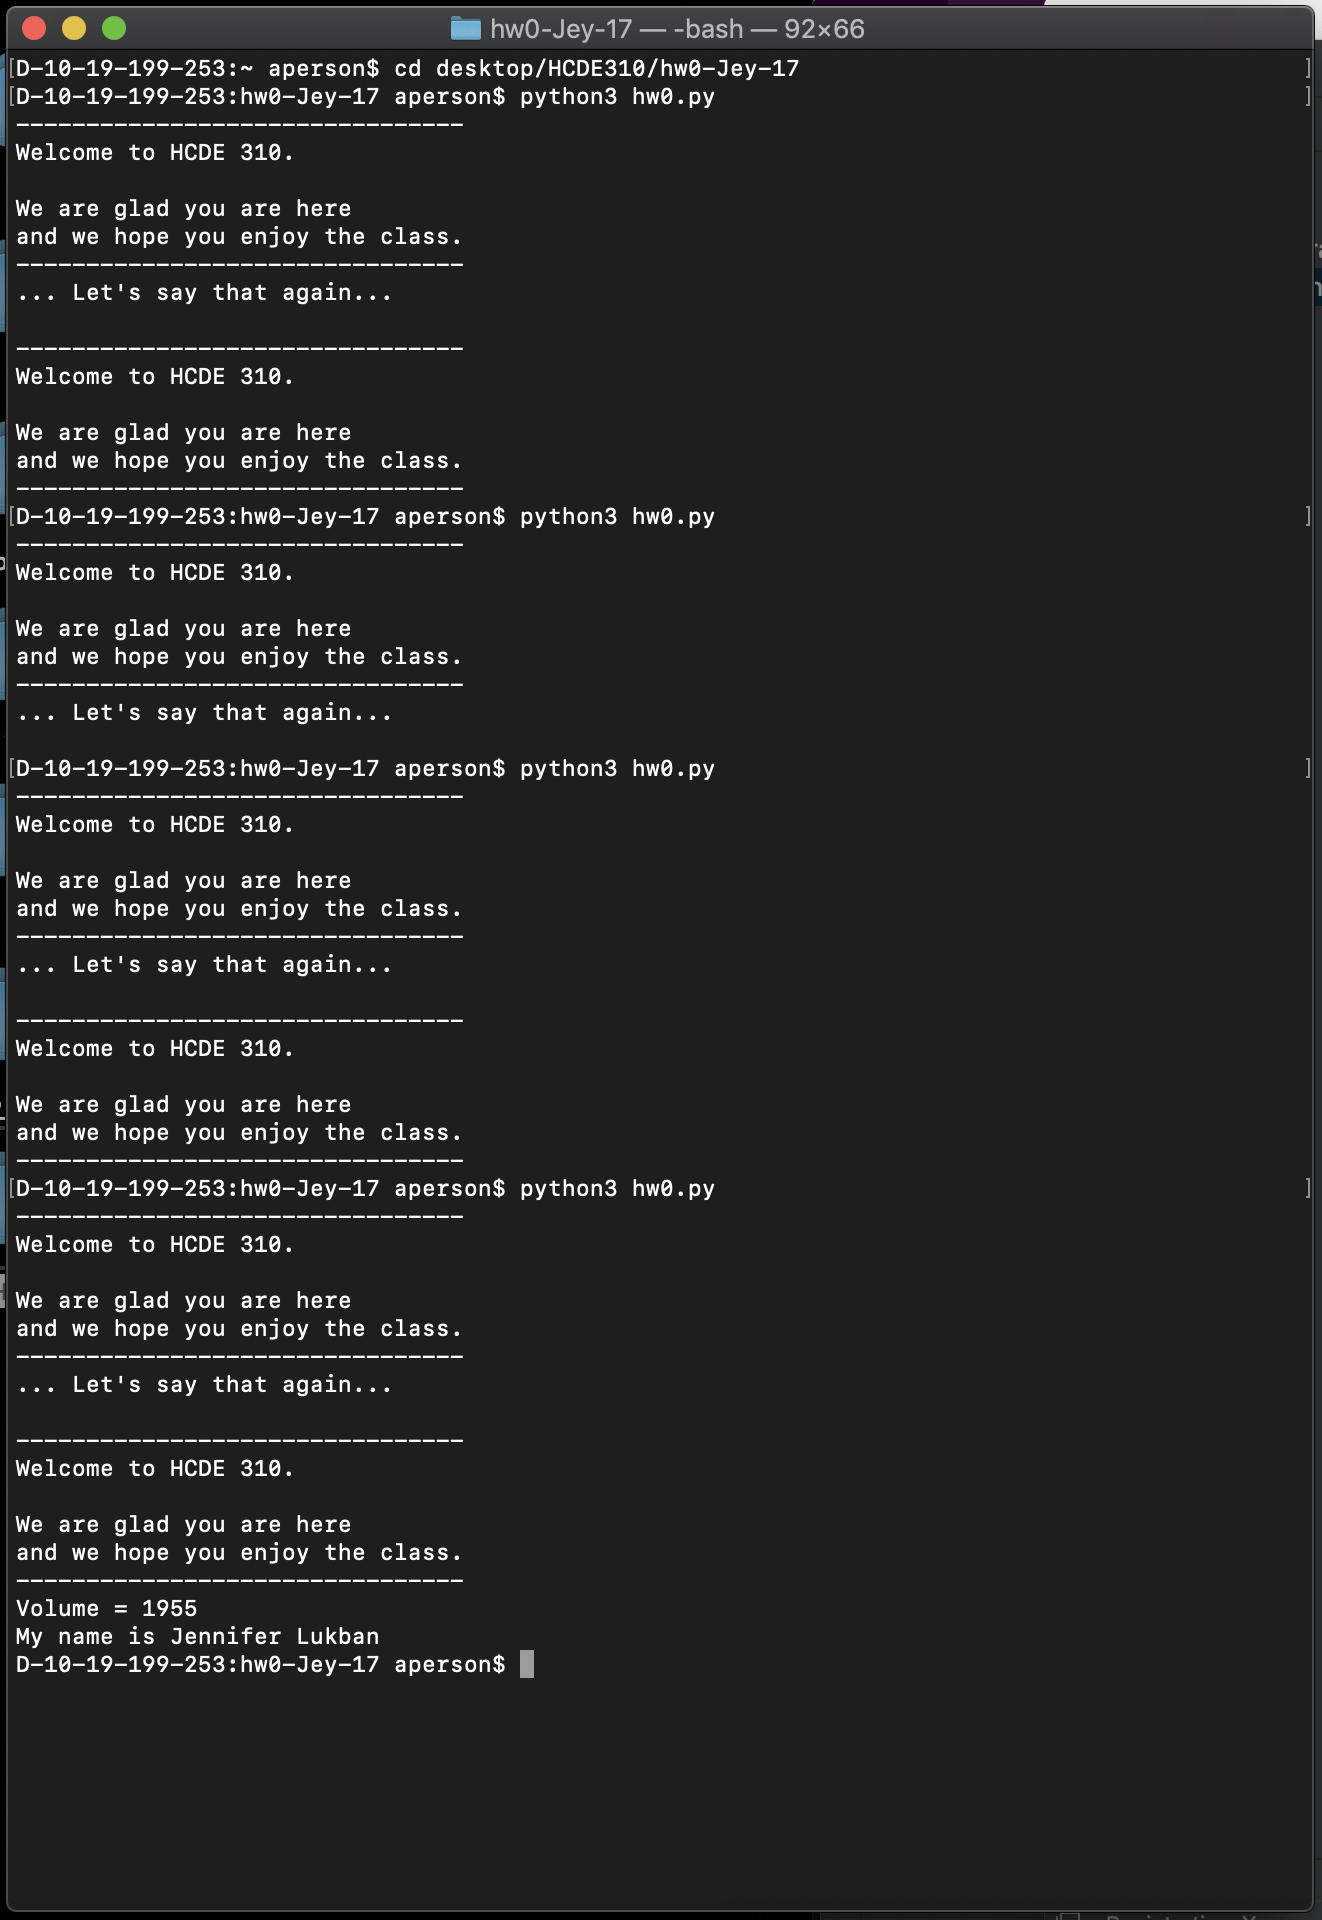 hw0-Jey-17 — -bash — 92×66
[D-10-19-199-253:~ aperson$ cd desktop/HCDE310/hw0-Jey-17 ]
[D-10-19-199-253:hw0-Jey-17 aperson$ python3 hw0.py ]
--------------------------------
Welcome to HCDE 310.
We are glad you are here
and we hope you enjoy the class.
--------------------------------
... Let's say that again...
--------------------------------
Welcome to HCDE 310.
We are glad you are here
and we hope you enjoy the class.
--------------------------------
[D-10-19-199-253:hw0-Jey-17 aperson$ python3 hw0.py ]
--------------------------------
Welcome to HCDE 310.
We are glad you are here
and we hope you enjoy the class.
--------------------------------
... Let's say that again...
[D-10-19-199-253:hw0-Jey-17 aperson$ python3 hw0.py ]
--------------------------------
Welcome to HCDE 310.
We are glad you are here
and we hope you enjoy the class.
--------------------------------
... Let's say that again...
--------------------------------
Welcome to HCDE 310.
We are glad you are here
and we hope you enjoy the class.
--------------------------------
[D-10-19-199-253:hw0-Jey-17 aperson$ python3 hw0.py ]
--------------------------------
Welcome to HCDE 310.
We are glad you are here
and we hope you enjoy the class.
--------------------------------
... Let's say that again...
--------------------------------
Welcome to HCDE 310.
We are glad you are here
and we hope you enjoy the class.
--------------------------------
Volume = 1955
My name is Jennifer Lukban
D-10-19-199-253:hw0-Jey-17 aperson$